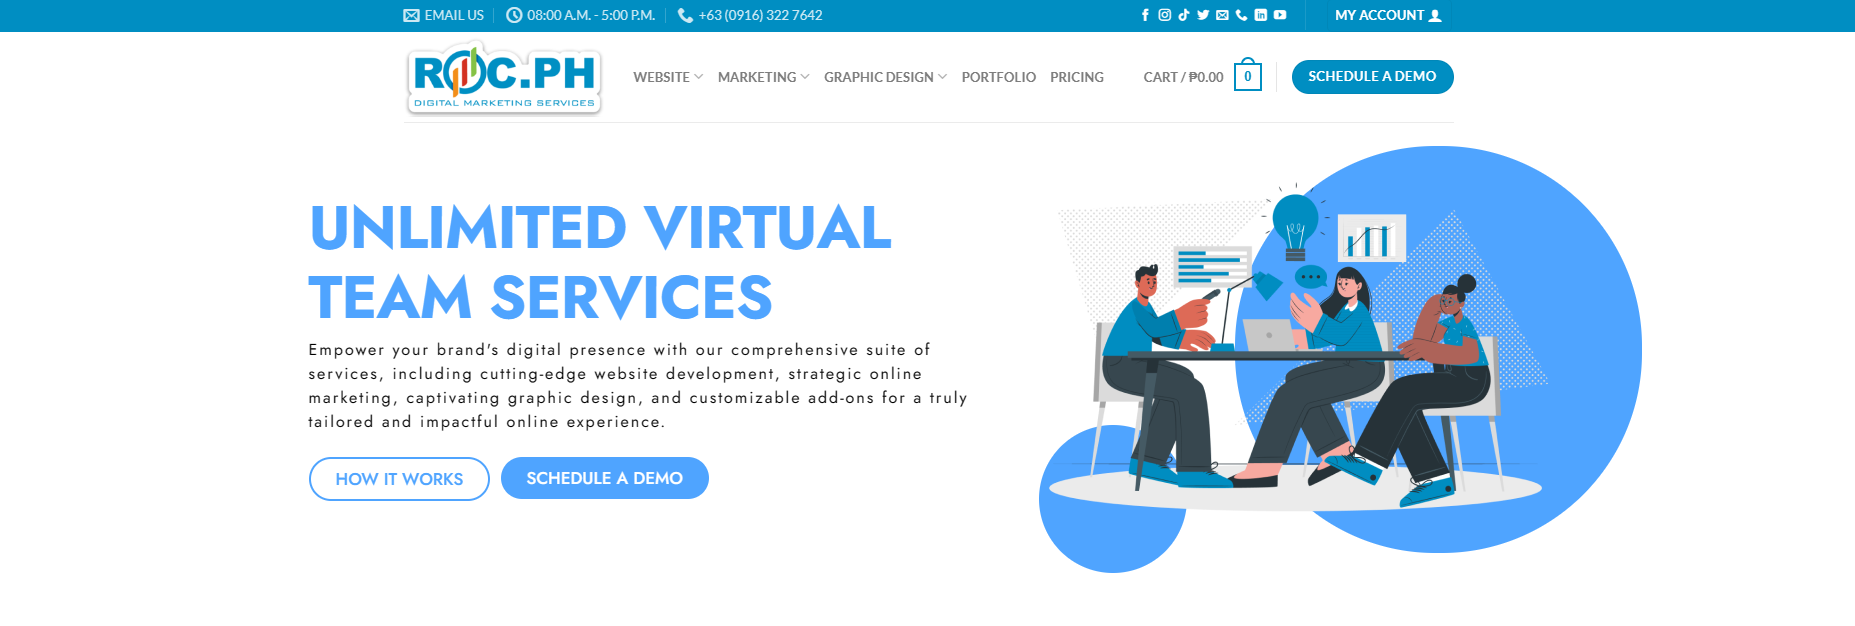 EMAIL US
08:00 A.M. - 5:00 P.M.
+63 (0916) 322 7642
MY ACCOUNT
ROC.PH
DIGITAL MARKETING SERVICES
WEBSITE
MARKETING
GRAPHIC DESIGN
PORTFOLIO
PRICING
CART / ₱0.00
0
SCHEDULE A DEMO
UNLIMITED VIRTUAL
TEAM SERVICES
Empower your brand's digital presence with our comprehensive suite of
services, including cutting-edge website development, strategic online
marketing, captivating graphic design, and customizable add-ons for a truly
tailored and impactful online experience.
HOW IT WORKS
SCHEDULE A DEMO